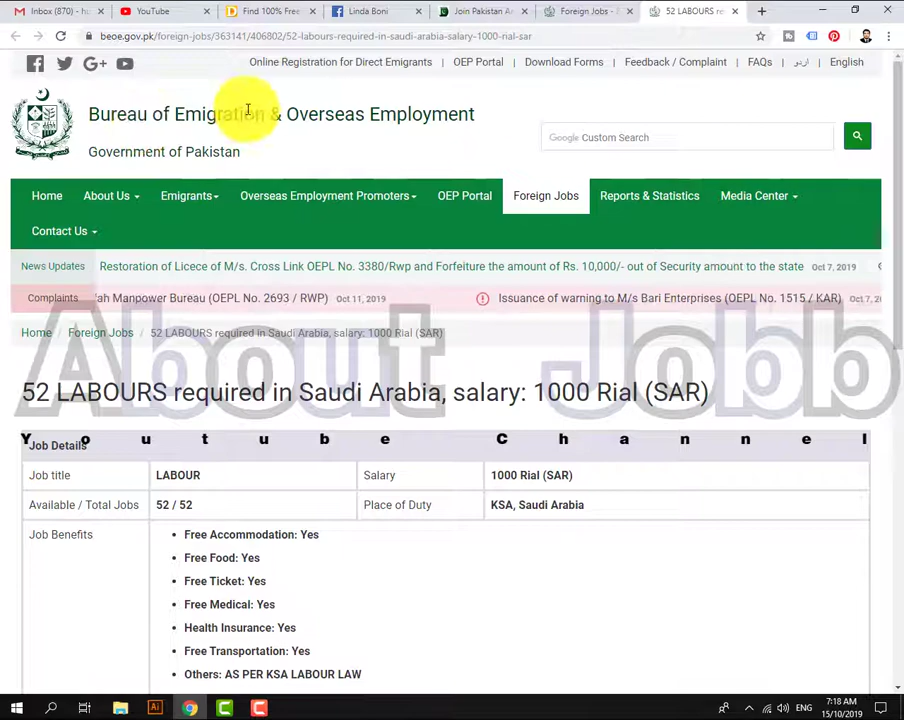 Inbox (870) - hu
YouTube
Find 100% Free
Linda Boni
Join Pakistan A
Foreign Jobs - B
52 LABOURS req
beoe.gov.pk/foreign-jobs/363141/406802/52-labours-required-in-saudi-arabia-salary-1000-rial-sar
Online Registration for Direct Emigrants
OEP Portal
Download Forms
Feedback / Complaint
FAQs
اردو
English
Bureau of Emigration & Overseas Employment
Government of Pakistan
Google Custom Search
Home
About Us
Emigrants
Overseas Employment Promoters
OEP Portal
Foreign Jobs
Reports & Statistics
Media Center
Contact Us
News Updates
Restoration of Licece of M/s. Cross Link OEPL No. 3380/Rwp and Forfeiture the amount of Rs. 10,000/- out of Security amount to the state Oct 7, 2019
Complaints
ah Manpower Bureau (OEPL No. 2693 / RWP) Oct 11, 2019
Issuance of warning to M/s Bari Enterprises (OEPL No. 1515 / KAR) Oct 7, 2
Home / Foreign Jobs / 52 LABOURS required in Saudi Arabia, salary: 1000 Rial (SAR)
About Jobb
52 LABOURS required in Saudi Arabia, salary: 1000 Rial (SAR)
Youtube Channel
Job Details
Job title LABOUR Salary 1000 Rial (SAR)
Available / Total Jobs 52 / 52 Place of Duty KSA, Saudi Arabia
Job Benefits
• Free Accommodation: Yes
• Free Food: Yes
• Free Ticket: Yes
• Free Medical: Yes
• Health Insurance: Yes
• Free Transportation: Yes
• Others: AS PER KSA LABOUR LAW
ENG
7:18 AM
15/10/2019